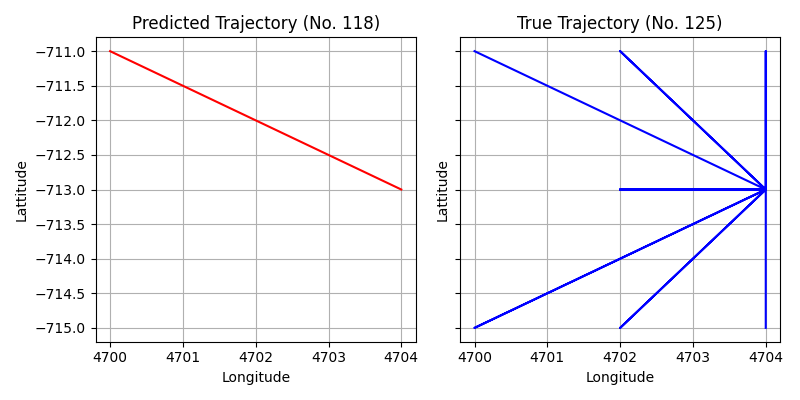 Predicted Trajectory (No. 118)
True Trajectory (No. 125)
−711.0
−711.5
−712.0
−712.5
−713.0
−713.5
−714.0
−714.5
−715.0
Lattitude
Lattitude
4700 4701 4702 4703 4704
4700 4701 4702 4703 4704
Longitude
Longitude